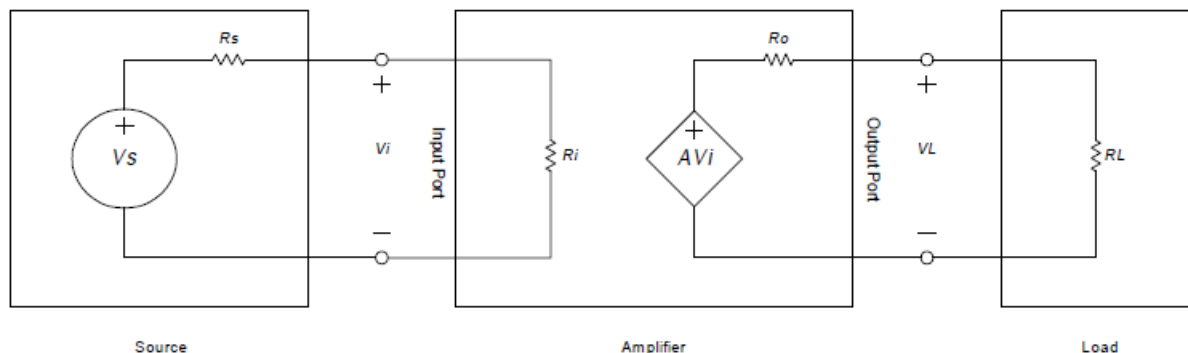 Rs
Ro
+
+
+
+
Vs
Vi
Input Port
Ri
AVi
Output Port
VL
RL
−
−
Source
Amplifier
Load